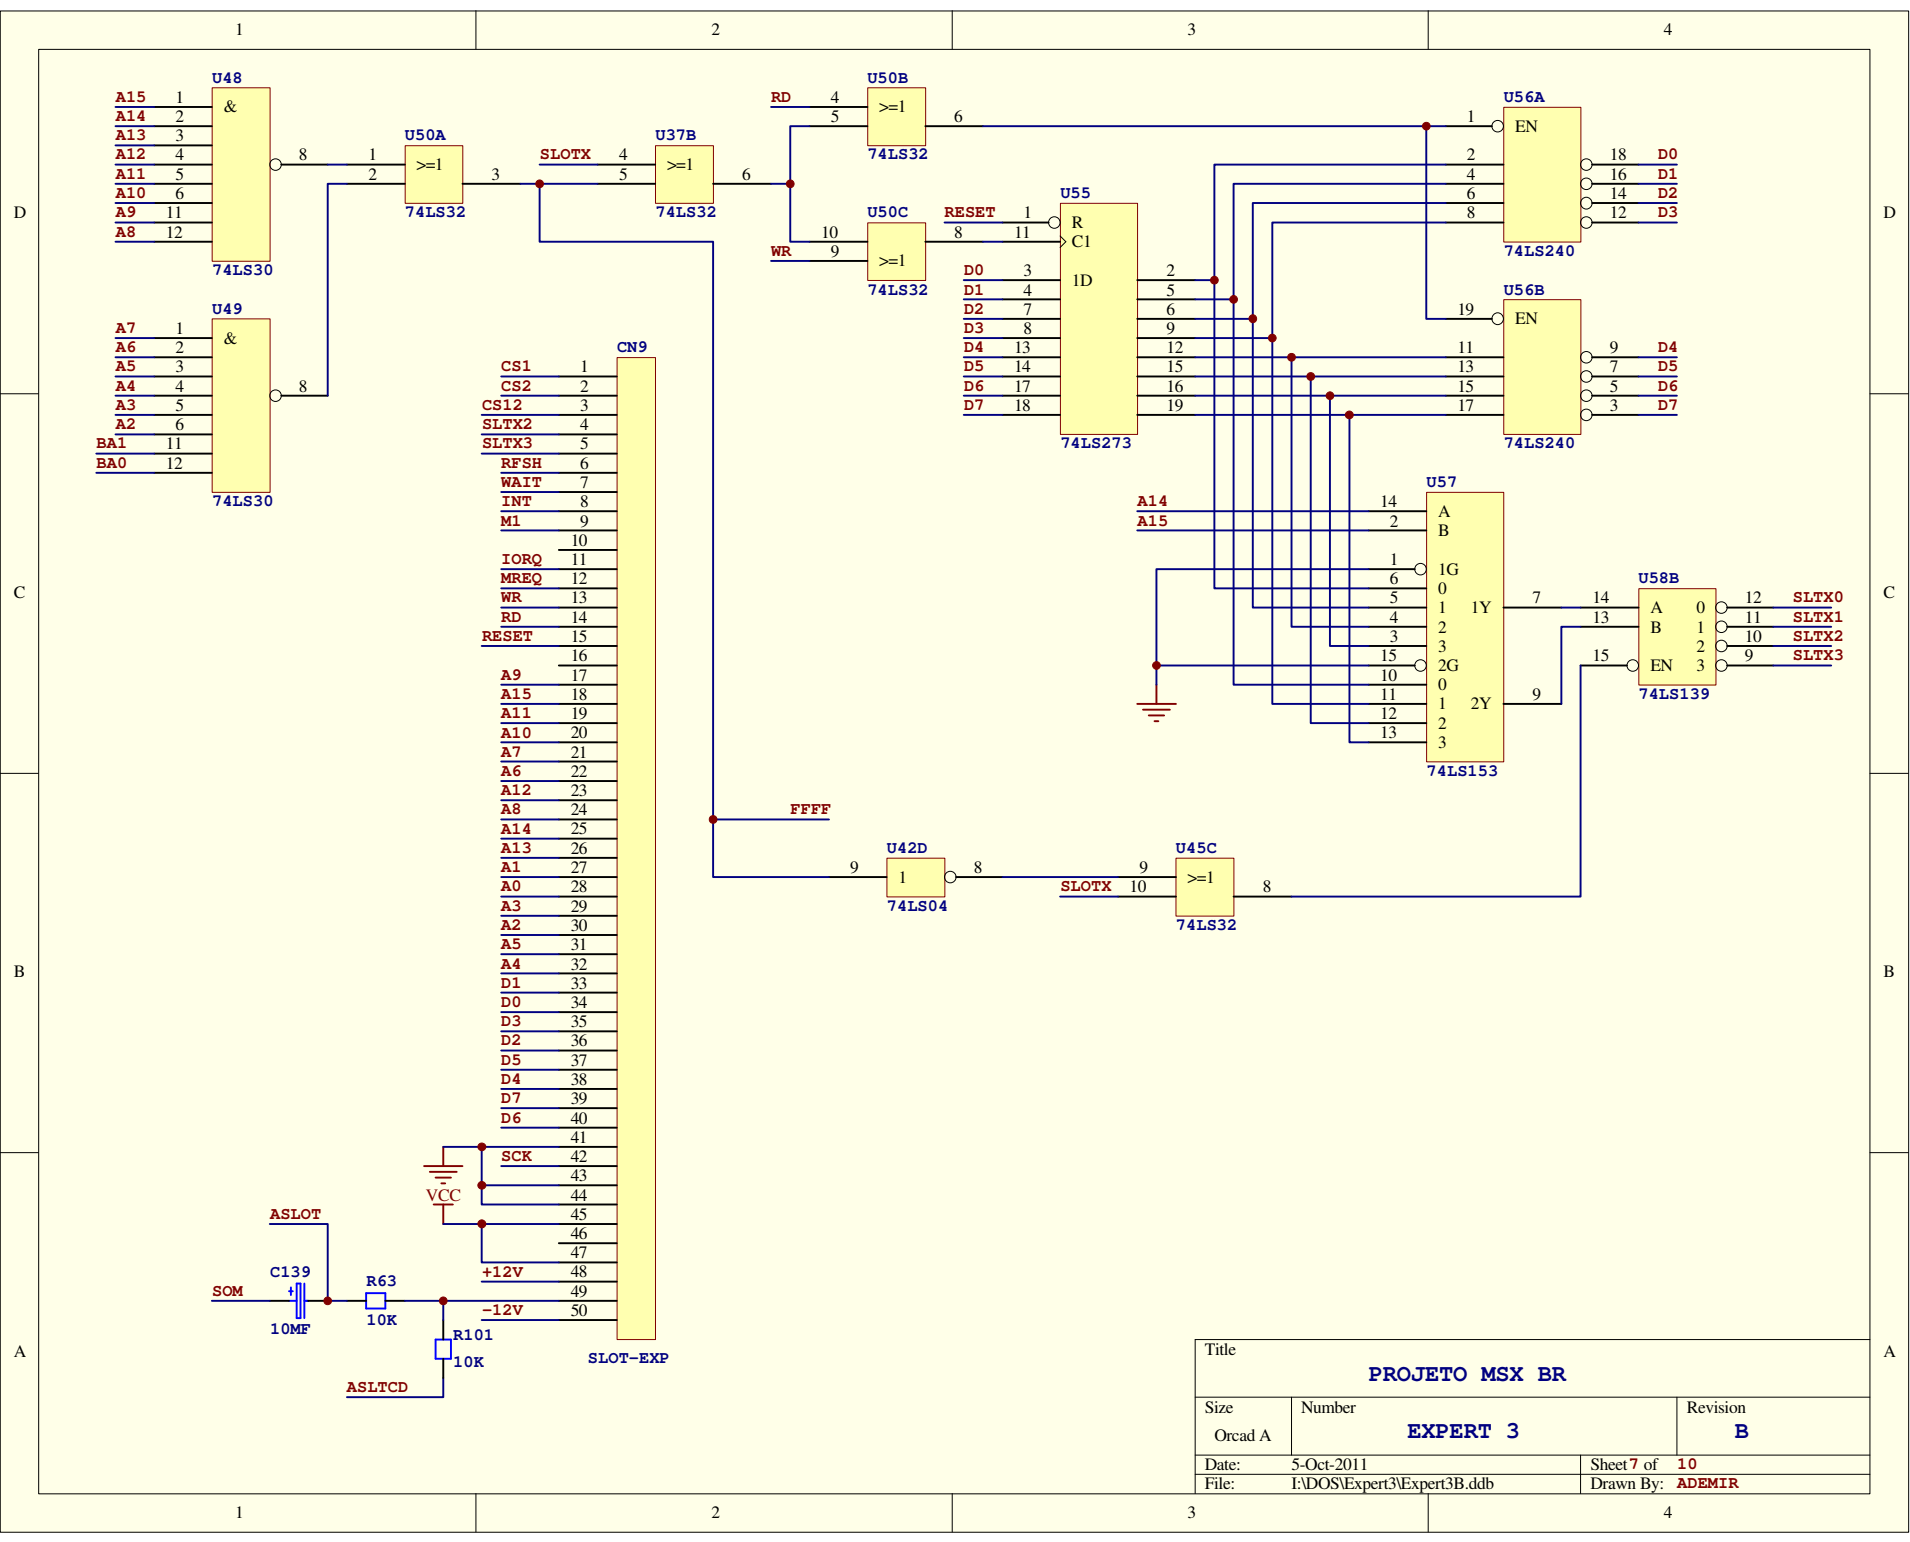 1 2 3 4
D D
C C
B B
A A
1 2 3 4
U48
A15 1 &
A14 2
A13 3
A12 4
A11 5
A10 6
A9 11
A8 12
8
74LS30
U49
A7 1 &
A6 2
A5 3
A4 4
A3 5
A2 6
BA1 11
BA0 12
8
74LS30
U50A
1 >=1
2
3
74LS32
U37B
SLOTX 4 >=1
5
6
74LS32
U50B
RD 4 >=1
5
6
74LS32
U50C
10
WR 9 >=1
8
74LS32
U55
RESET 1 R
11 C1
D0 3 1D 2
D1 4 5
D2 7 6
D3 8 9
D4 13 12
D5 14 15
D6 17 16
D7 18 19
74LS273
U56A
1 EN
2 18 D0
4 16 D1
6 14 D2
8 12 D3
74LS240
U56B
19 EN
11 9 D4
13 7 D5
15 5 D6
17 3 D7
74LS240
U57
A14 14 A
A15 2 B
1 1G
6 0
5 1 1Y 7
4 2
3 3
15 2G
10 0
11 1 2Y 9
12 2
13 3
74LS153
U58B
14 A 0 12 SLTX0
13 B 1 11 SLTX1
2 10 SLTX2
15 EN 3 9 SLTX3
74LS139
FFFF
U42D
9 1 8
74LS04
U45C
9 >=1
SLOTX 10
8
74LS32
CN9
CS1 1
CS2 2
CS12 3
SLTX2 4
SLTX3 5
RFSH 6
WAIT 7
INT 8
M1 9
10
IORQ 11
MREQ 12
WR 13
RD 14
RESET 15
16
A9 17
A15 18
A11 19
A10 20
A7 21
A6 22
A12 23
A8 24
A14 25
A13 26
A1 27
A0 28
A3 29
A2 30
A5 31
A4 32
D1 33
D0 34
D3 35
D2 36
D5 37
D4 38
D7 39
D6 40
41
SCK 42
43
44
VCC
45
46
47
+12V 48
49
-12V 50
SLOT-EXP
ASLOT
SOM
C139
+
10MF
R63
10K
R101
10K
ASLTCD
Title
PROJETO MSX BR
Size Number Revision
Orcad A EXPERT 3 B
Date: 5-Oct-2011 Sheet 7 of 10
File: I:\DOS\Expert3\Expert3B.ddb Drawn By: ADEMIR